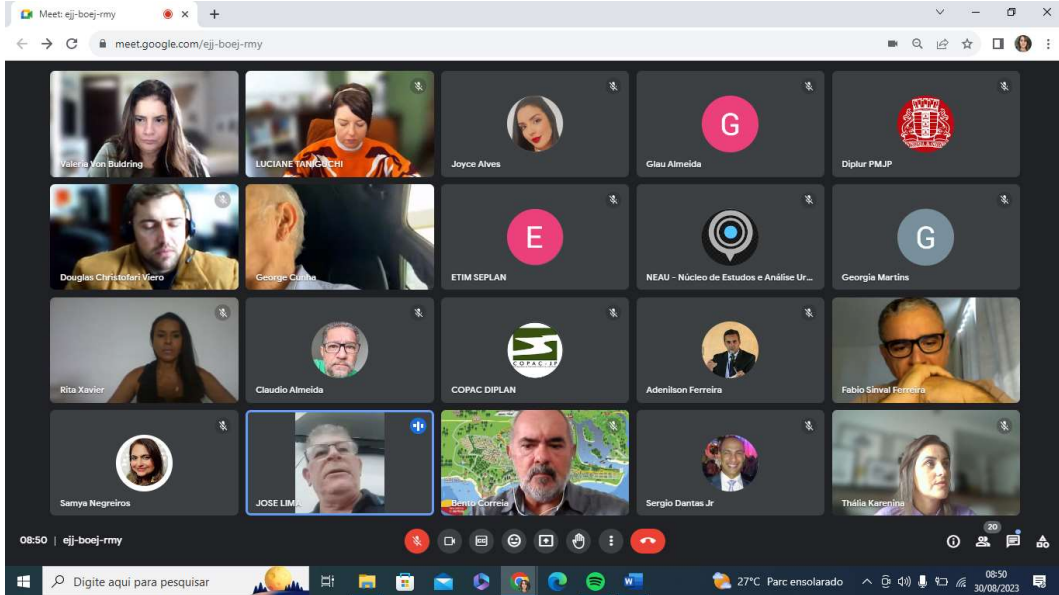 Meet: ejj-boej-rmy
meet.google.com/ejj-boej-rmy
Valeria Von Buldring
LUCIANE TANIGUCHI
Joyce Alves
G
Glau Almeida
Diplur PMJP
Douglas Christofari Viero
George Cunha
E
ETIM SEPLAN
NEAU - Núcleo de Estudos e Análise Ur...
G
Georgia Martins
Rita Xavier
Claudio Almeida
COPAC-JP
COPAC DIPLAN
Adenilson Ferreira
Fabio Sinval Ferreira
Samya Negreiros
JOSE LIMA
Bento Correia
Sergio Dantas Jr
Thália Karenina
08:50 | ejj-boej-rmy
20
Digite aqui para pesquisar
27°C Parc ensolarado
08:50
30/08/2023